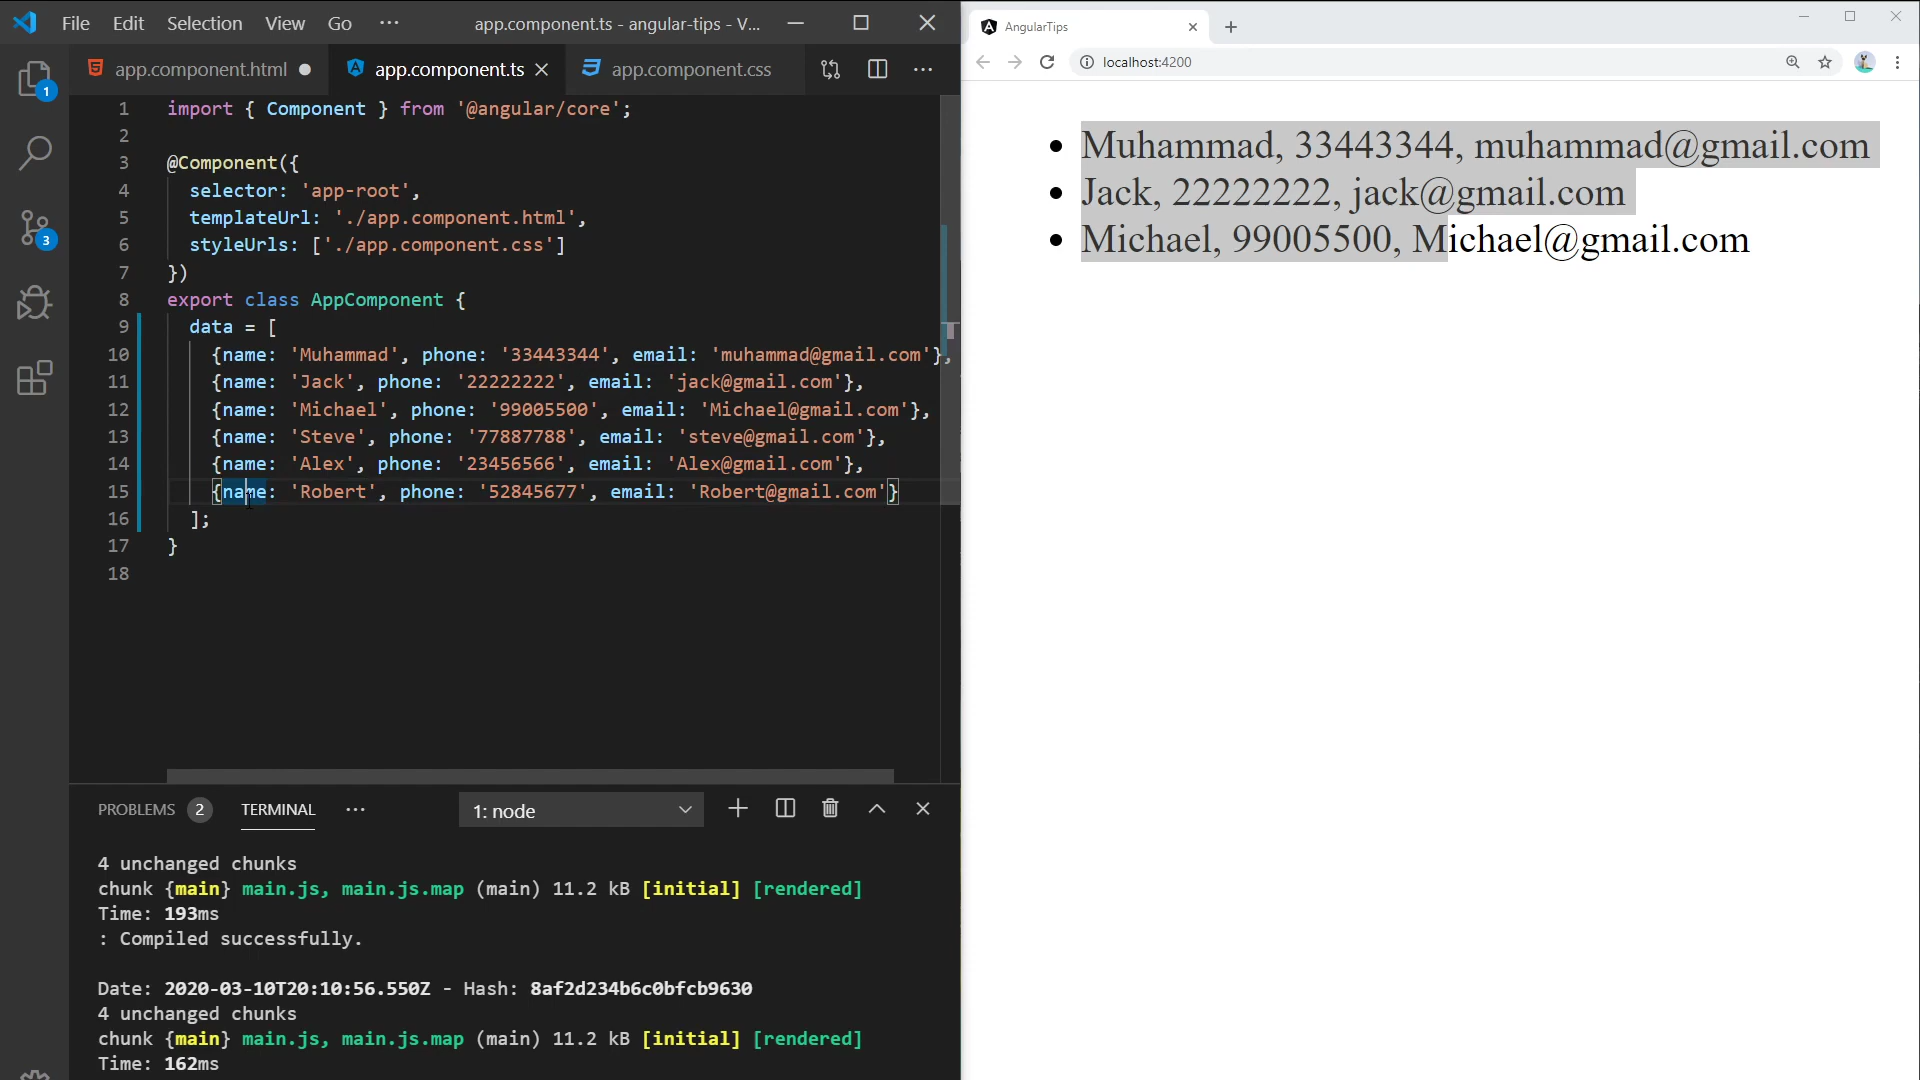 File Edit Selection View Go ··· app.component.ts - angular-tips - V...
app.component.html app.component.ts app.component.css
1 import { Component } from '@angular/core';
2
3 @Component({
4 selector: 'app-root',
5 templateUrl: './app.component.html',
6 styleUrls: ['./app.component.css']
7 })
8 export class AppComponent {
9 data = [
10 {name: 'Muhammad', phone: '33443344', email: 'muhammad@gmail.com'},
11 {name: 'Jack', phone: '22222222', email: 'jack@gmail.com'},
12 {name: 'Michael', phone: '99005500', email: 'Michael@gmail.com'},
13 {name: 'Steve', phone: '77887788', email: 'steve@gmail.com'},
14 {name: 'Alex', phone: '23456566', email: 'Alex@gmail.com'},
15 {name: 'Robert', phone: '52845677', email: 'Robert@gmail.com'}
16 ];
17 }
18
1
3
PROBLEMS 2 TERMINAL ··· 1: node
4 unchanged chunks
chunk {main} main.js, main.js.map (main) 11.2 kB [initial] [rendered]
Time: 193ms
: Compiled successfully.
Date: 2020-03-10T20:10:56.550Z - Hash: 8af2d234b6c0bfcb9630
4 unchanged chunks
chunk {main} main.js, main.js.map (main) 11.2 kB [initial] [rendered]
Time: 162ms
AngularTips
localhost:4200
• Muhammad, 33443344, muhammad@gmail.com
• Jack, 22222222, jack@gmail.com
• Michael, 99005500, Michael@gmail.com